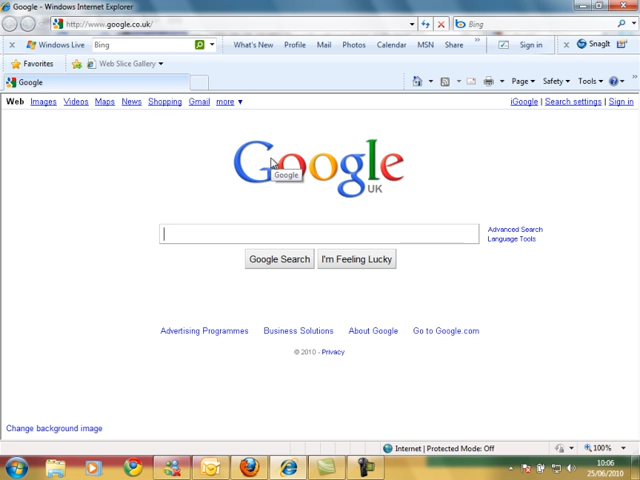 Google - Windows Internet Explorer
http://www.google.co.uk/
Bing
Windows Live Bing What's New Profile Mail Photos Calendar MSN Share » Sign in SnagIt
Favorites Web Slice Gallery
Google Page Safety Tools »
Web Images Videos Maps News Shopping Gmail more ▼ iGoogle | Search settings | Sign in
Google
UK
Google
Advanced Search
Language Tools
Google Search I'm Feeling Lucky
Advertising Programmes Business Solutions About Google Go to Google.com
© 2010 - Privacy
Change background image
Internet | Protected Mode: Off 100%
10:06
25/06/2010